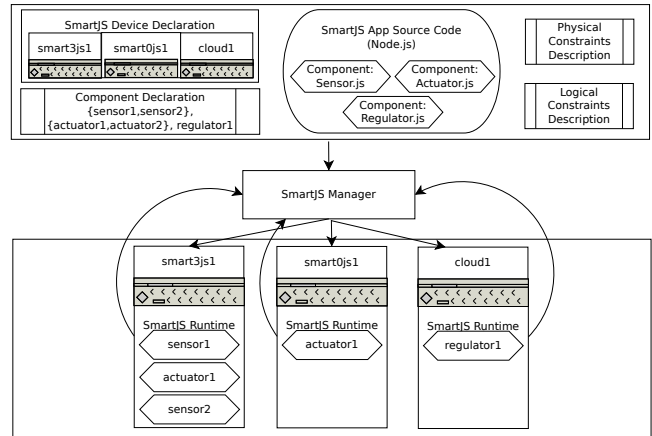 SmartJS Device Declaration
smart3js1
smart0js1
cloud1
Component Declaration
{sensor1,sensor2},
{actuator1,actuator2}, regulator1
SmartJS App Source Code
(Node.js)
Component:
Sensor.js
Component:
Actuator.js
Component:
Regulator.js
Physical
Constraints
Description
Logical
Constraints
Description
SmartJS Manager
smart3js1
SmartJS Runtime
sensor1
actuator1
sensor2
smart0js1
SmartJS Runtime
actuator1
cloud1
SmartJS Runtime
regulator1